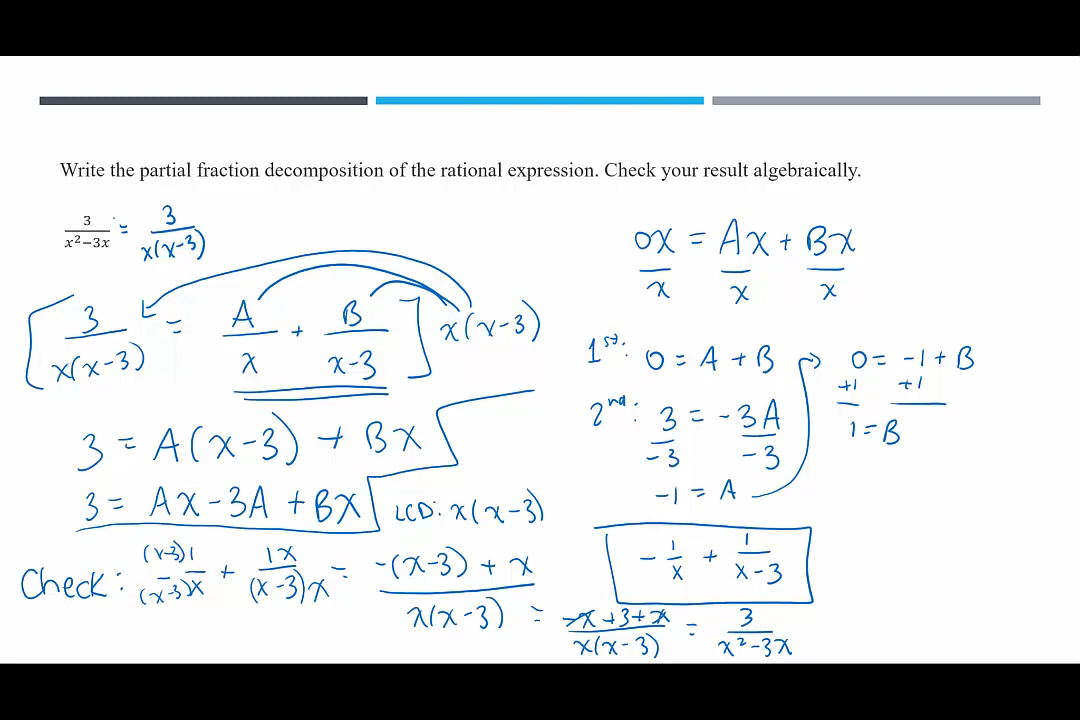 Write the partial fraction decomposition of the rational expression. Check your result algebraically.
3/(x²−3x) = 3/(x(x−3))
[3/(x(x−3)) = A/x + B/(x−3)] x(x−3)
3 = A(x−3) + Bx
3 = Ax−3A+Bx
LCD: x(x−3)
0x/x = Ax/x + Bx/x
1st: 0 = A + B
2nd: 3/−3 = −3A/−3
−1 = A
0 = −1 + B
+1 +1
1 = B
−1/x + 1/(x−3)
Check: (x−3)1/(x−3)x + 1x/(x−3)x = (−(x−3)+x)/(x(x−3)) = (−x+3+x)/(x(x−3)) = 3/(x²−3x)